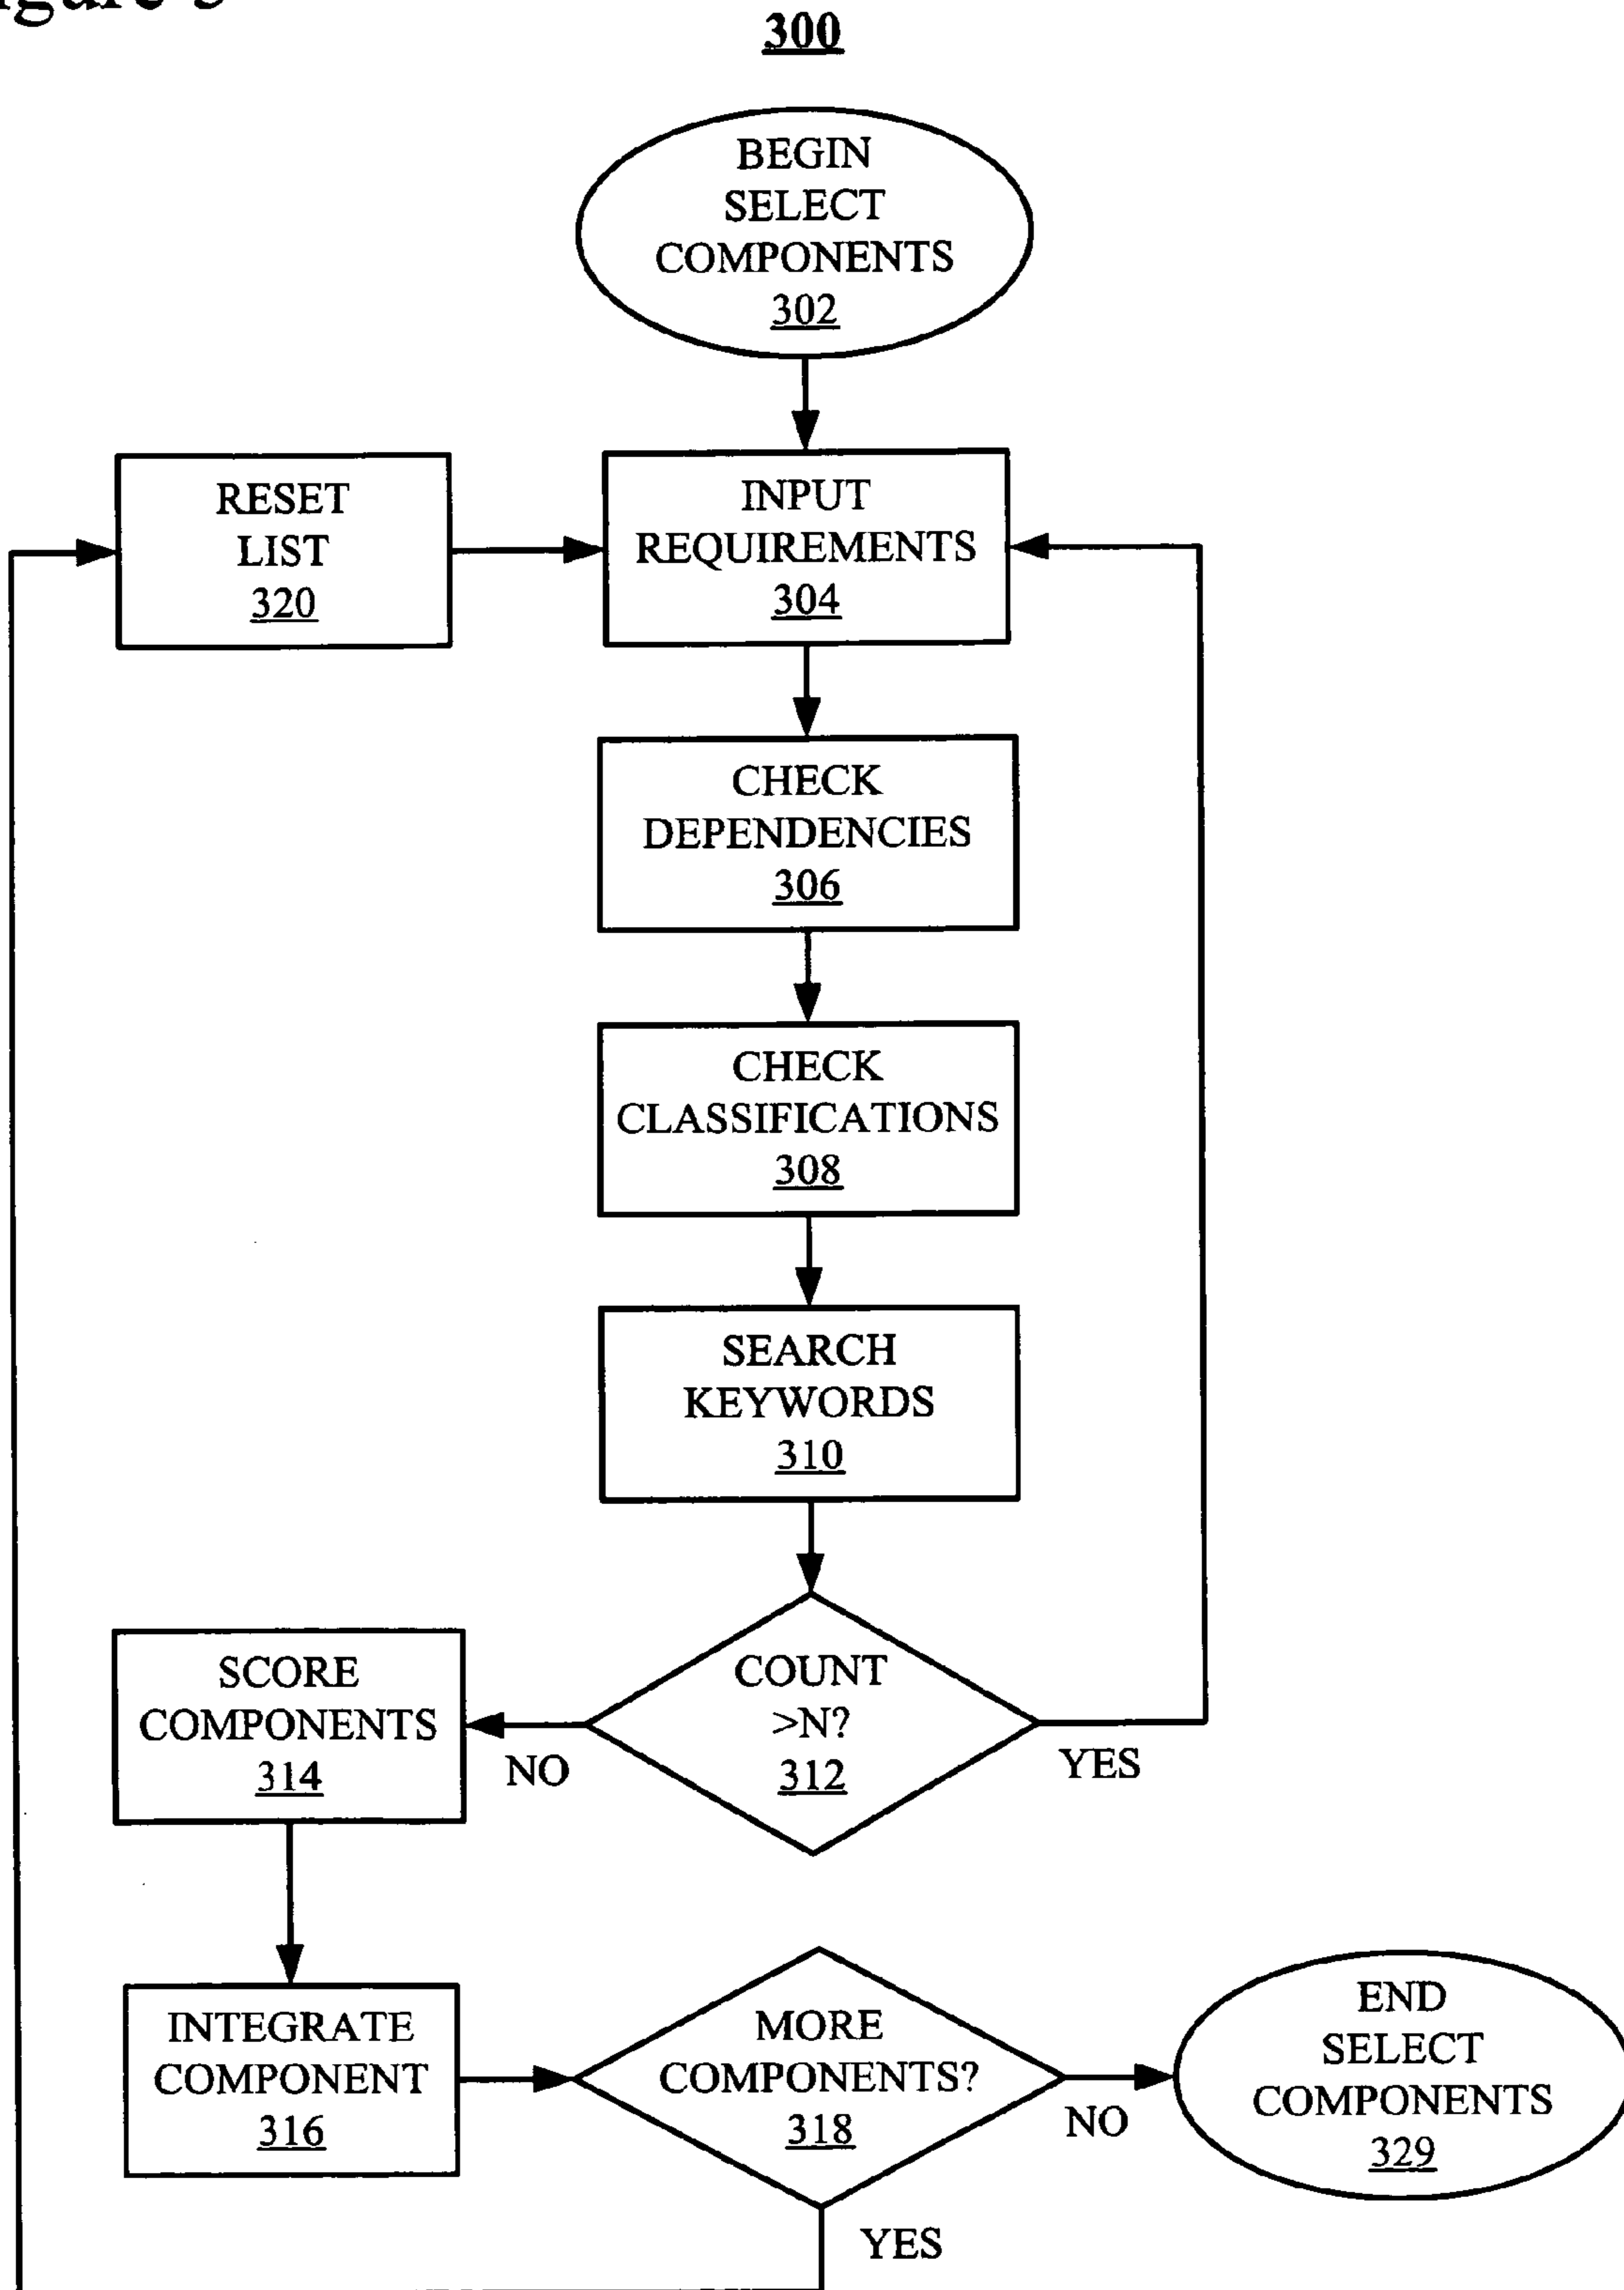 300
BEGIN
SELECT
COMPONENTS
302
RESET
LIST
320
INPUT
REQUIREMENTS
304
CHECK
DEPENDENCIES
306
CHECK
CLASSIFICATIONS
308
SEARCH
KEYWORDS
310
SCORE
COMPONENTS
314
NO
COUNT
>N?
312
YES
INTEGRATE
COMPONENT
316
MORE
COMPONENTS?
318
NO
YES
END
SELECT
COMPONENTS
329